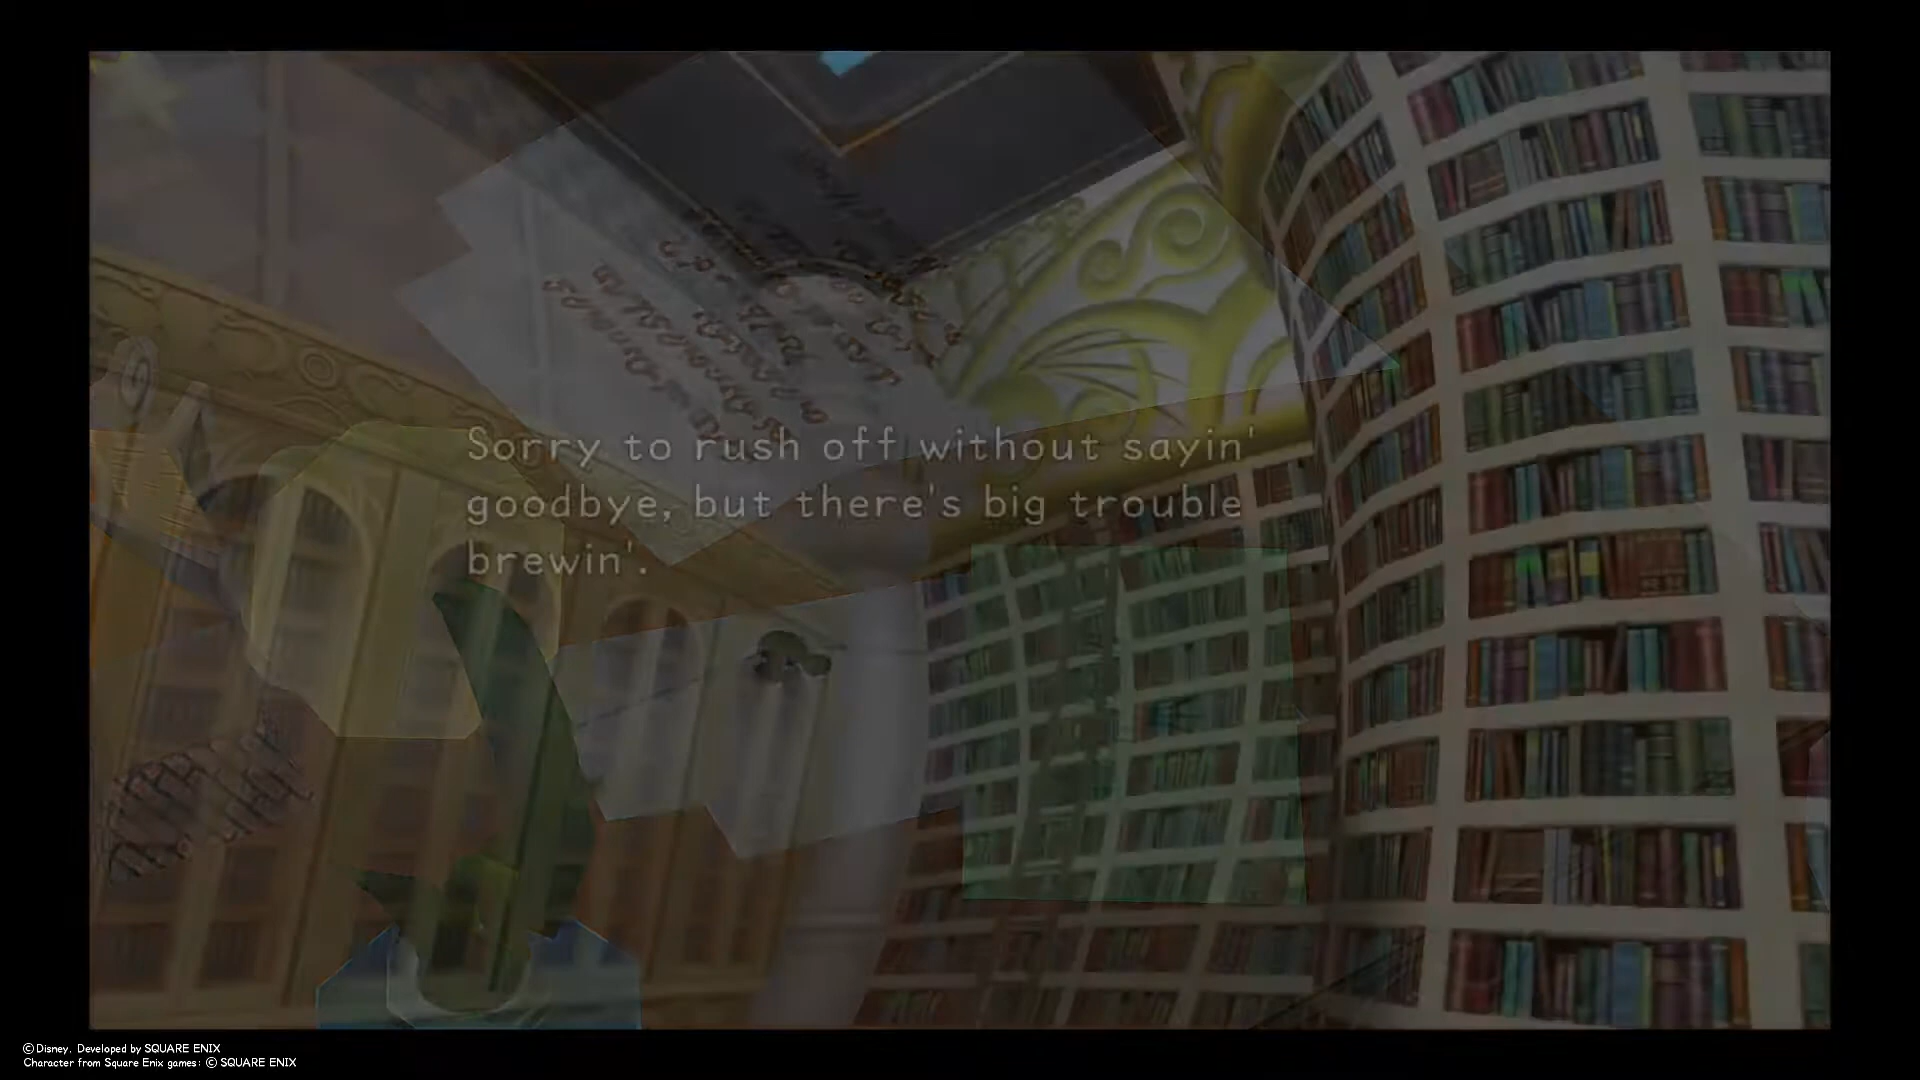 Sorry to rush off without sayin'
goodbye, but there's big trouble
brewin'.
©Disney. Developed by SQUARE ENIX
Character from Square Enix games: © SQUARE ENIX